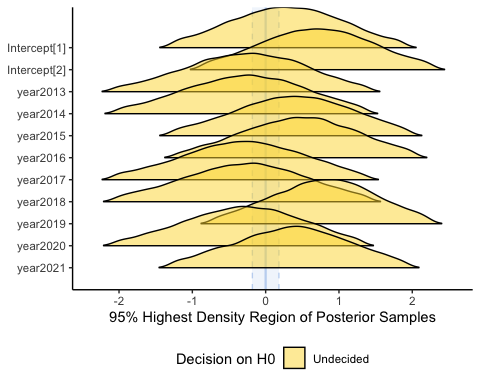 Intercept[1]
Intercept[2]
year2013
year2014
year2015
year2016
year2017
year2018
year2019
year2020
year2021
-2 -1 0 1 2
95% Highest Density Region of Posterior Samples
Decision on H0 Undecided